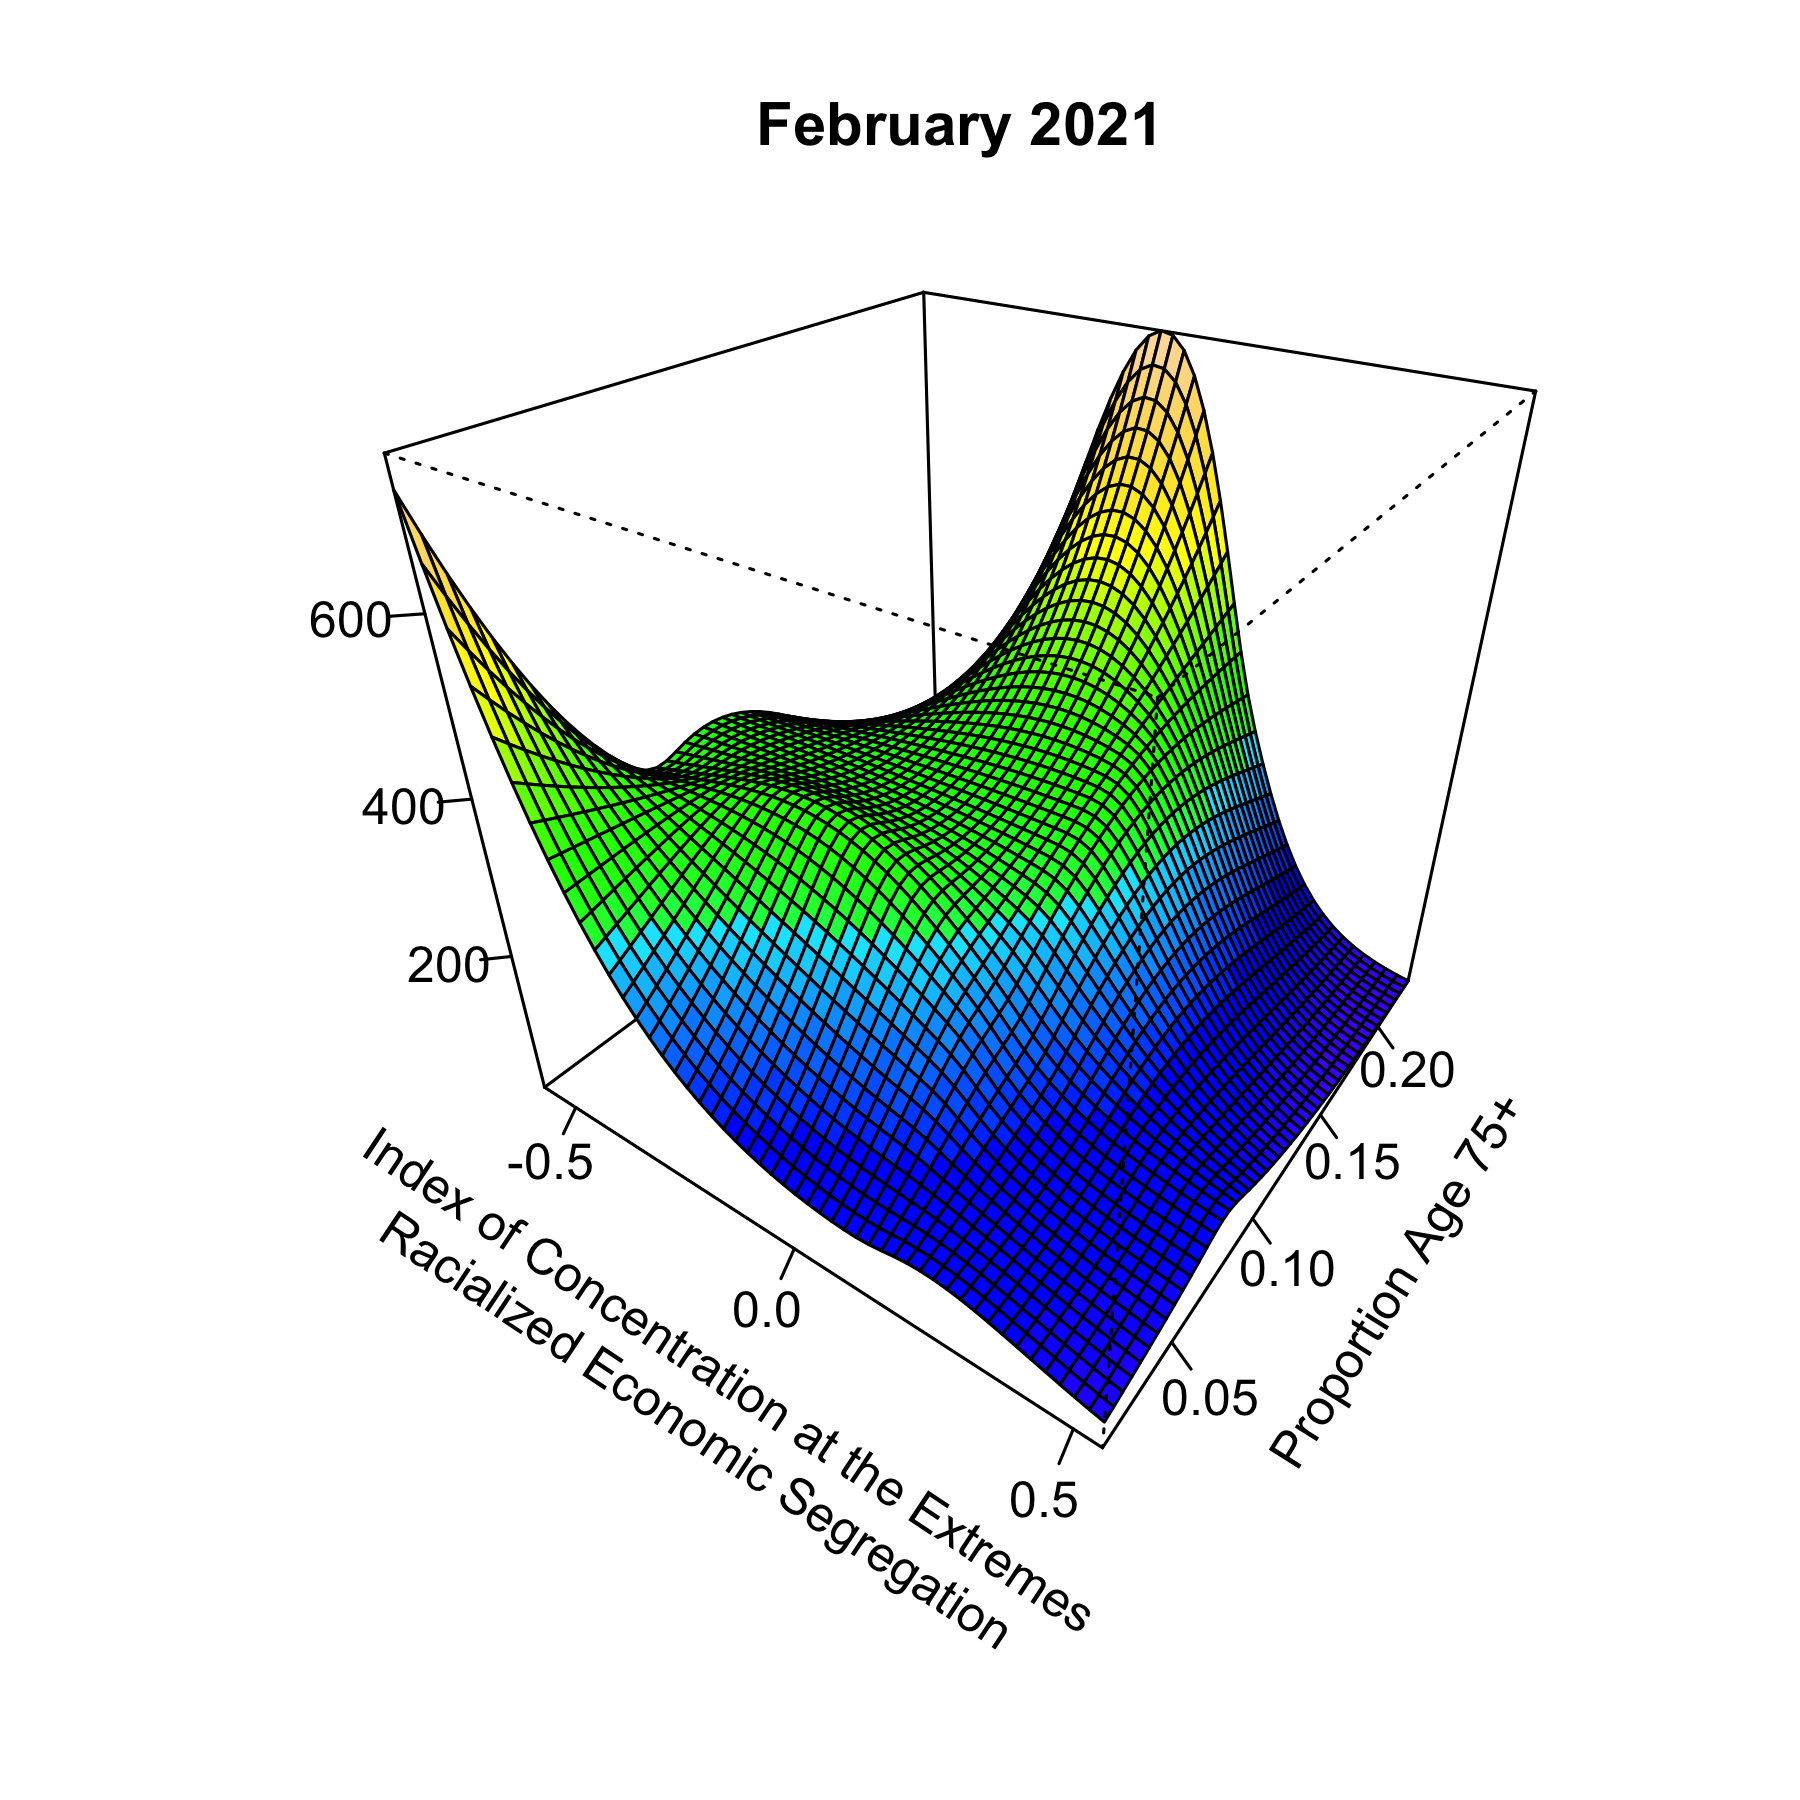 February 2021
600
400
200
-0.5
0.0
0.5
Index of Concentration at the Extremes
Racialized Economic Segregation
0.05
0.10
0.15
0.20
Proportion Age 75+